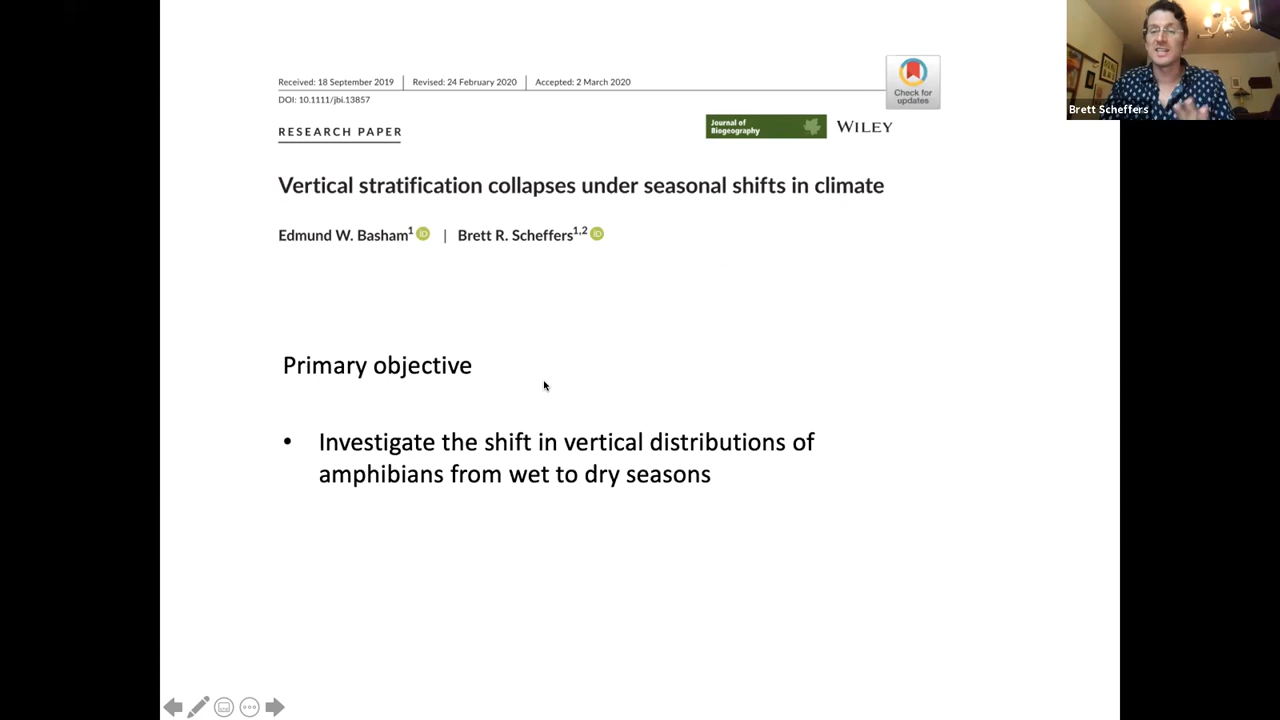 Received: 18 September 2019 | Revised: 24 February 2020 | Accepted: 2 March 2020
DOI: 10.1111/jbi.13857
Check for
updates
RESEARCH PAPER
Journal of
Biogeography
WILEY
Vertical stratification collapses under seasonal shifts in climate
Edmund W. Basham1 iD | Brett R. Scheffers1,2 iD
Primary objective
• Investigate the shift in vertical distributions of
amphibians from wet to dry seasons
Brett Scheffers